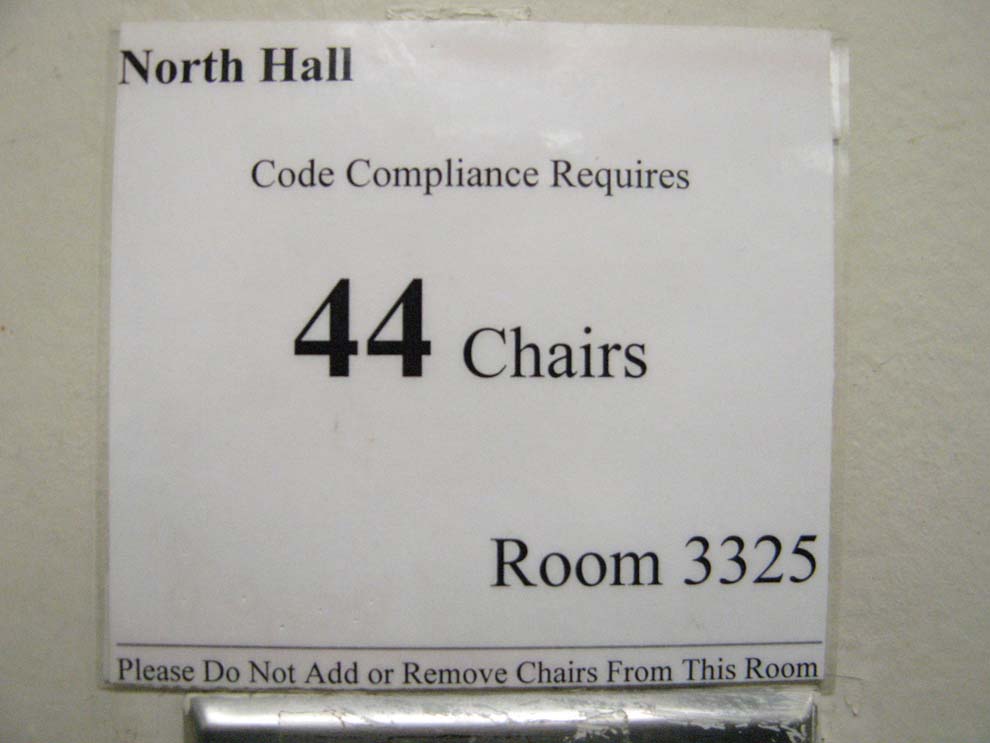 North Hall
Code Compliance Requires
44 Chairs
Room 3325
Please Do Not Add or Remove Chairs From This Room